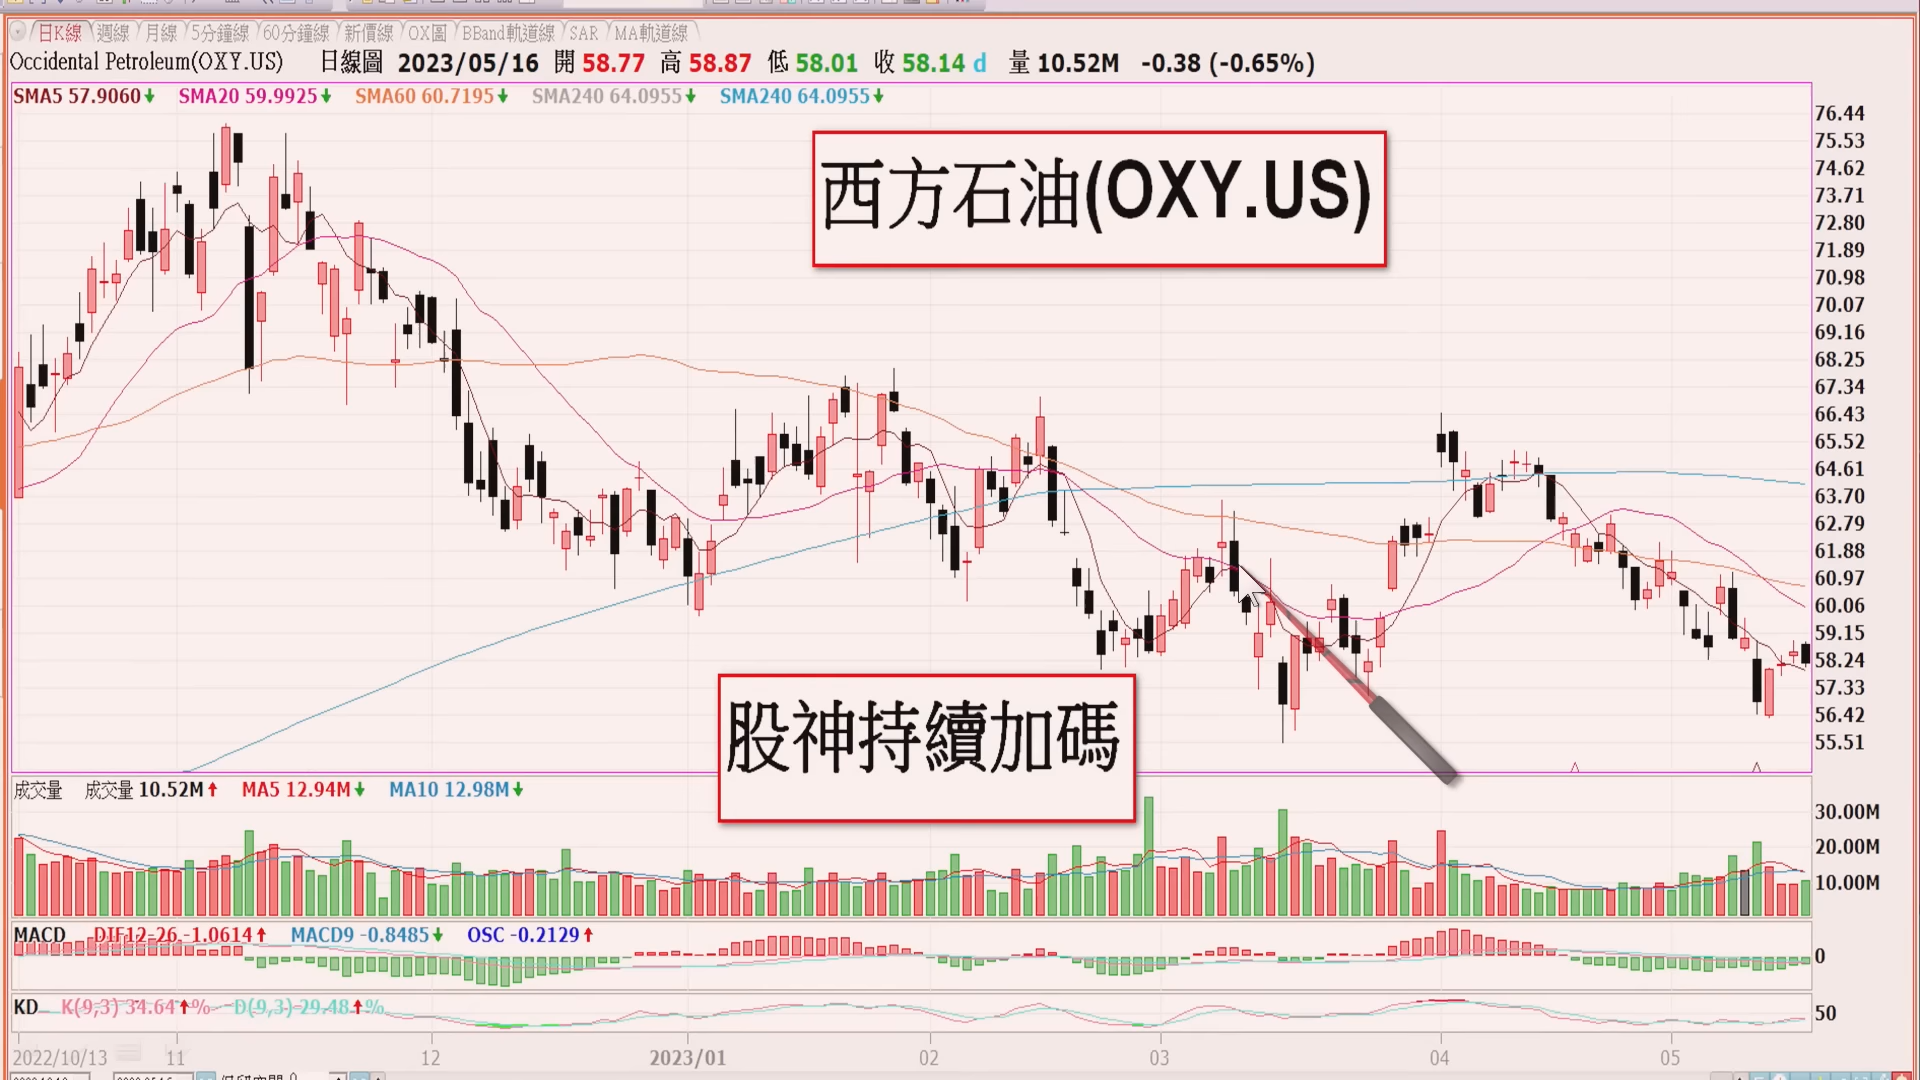 日K線 週線 月線 5分鐘線 60分鐘線 新價線 OX圖 BBand軌道線 SAR MA軌道線
Occidental Petroleum(OXY.US) 日線圖 2023/05/16 開 58.77 高 58.87 低 58.01 收 58.14 d 量 10.52M -0.38 (-0.65%)
SMA5 57.9060↓ SMA20 59.9925↓ SMA60 60.7195↓ SMA240 64.0955↓ SMA240 64.0955↓
76.44
75.53
74.62
73.71
72.80
71.89
70.98
70.07
69.16
68.25
67.34
66.43
65.52
64.61
63.70
62.79
61.88
60.97
60.06
59.15
58.24
57.33
56.42
55.51
西方石油(OXY.US)
股神持續加碼
成交量 成交量 10.52M↑ MA5 12.94M↓ MA10 12.98M↓
30.00M
20.00M
10.00M
MACD DIF12-26 -1.0614↑ MACD9 -0.8485↓ OSC -0.2129↑
0
KD K(9,3) 34.64↑% D(9,3) 29.48↑%
50
2022/10/13 11 12 2023/01 02 03 04 05